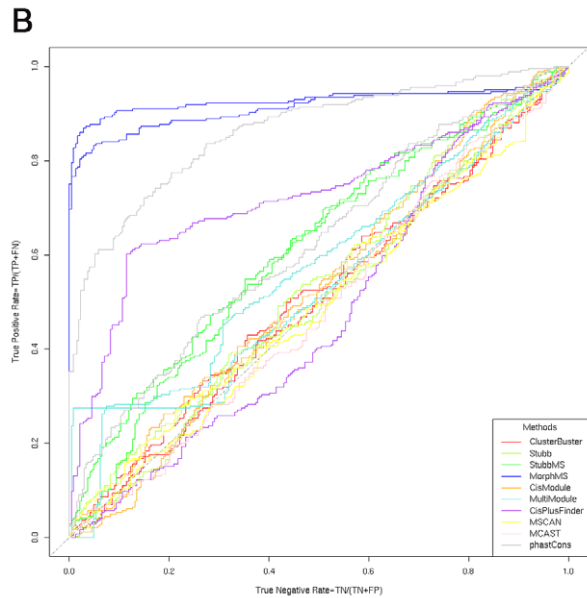 B
True Positive Rate=TP/(TP+FN)
1.0
0.8
0.6
0.4
0.2
0.0
0.0 0.2 0.4 0.6 0.8 1.0
True Negative Rate=TN/(TN+FP)
Methods
ClusterBuster
Stubb
StubbMS
MorphMS
CisModule
MultiModule
CisPlusFinder
MSCAN
MCAST
phastCons